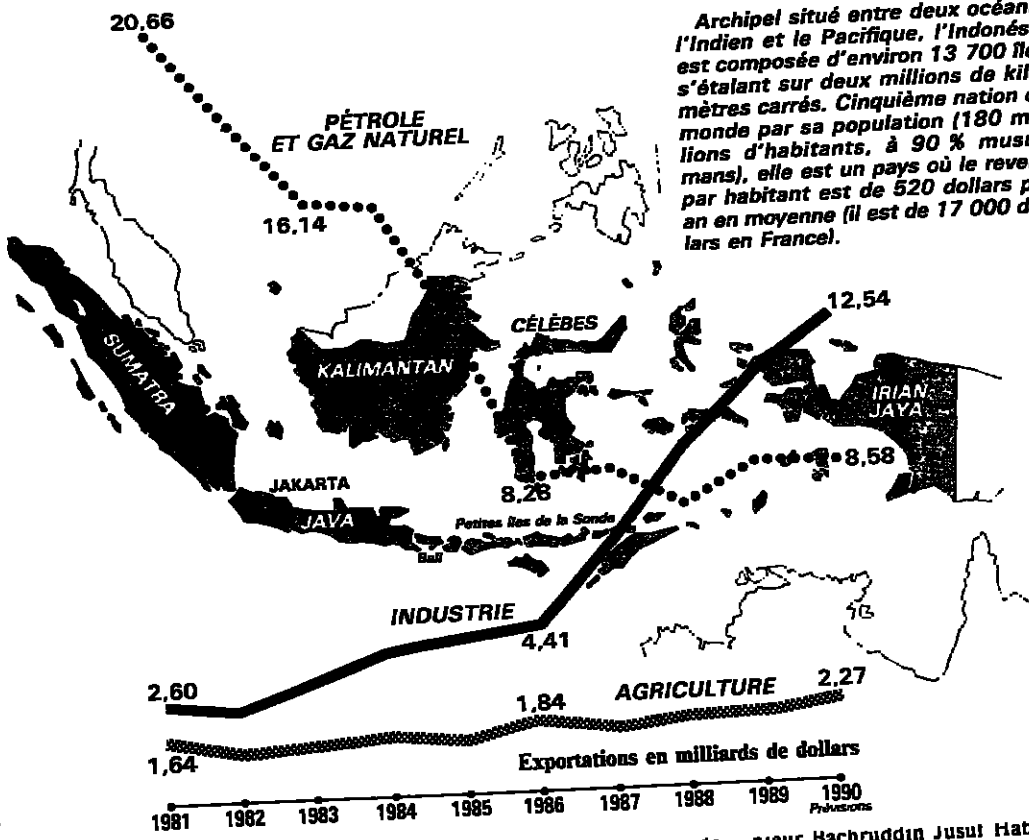 Archipel situé entre deux océan
l'Indien et le Pacifique, l'Indonés
est composée d'environ 13 700 île
s'étalant sur deux millions de kil
mètres carrés. Cinquième nation
monde par sa population (180 m
lions d'habitants, à 90 % musu
mans), elle est un pays où le reve
par habitant est de 520 dollars p
an en moyenne (il est de 17 000 d
lars en France).
20,66
PÉTROLE
ET GAZ NATUREL
16,14
12,54
CÉLÈBES
SUMATRA
KALIMANTAN
IRIAN
JAYA
8,58
JAKARTA
8,28
JAVA
Petites îles de la Sonde
Bali
INDUSTRIE
4,41
2,60
AGRICULTURE
2,27
1,84
1,64
Exportations en milliards de dollars
1981 1982 1983 1984 1985 1986 1987 1988 1989 1990
Prévisions
Bachruddin Jusuf